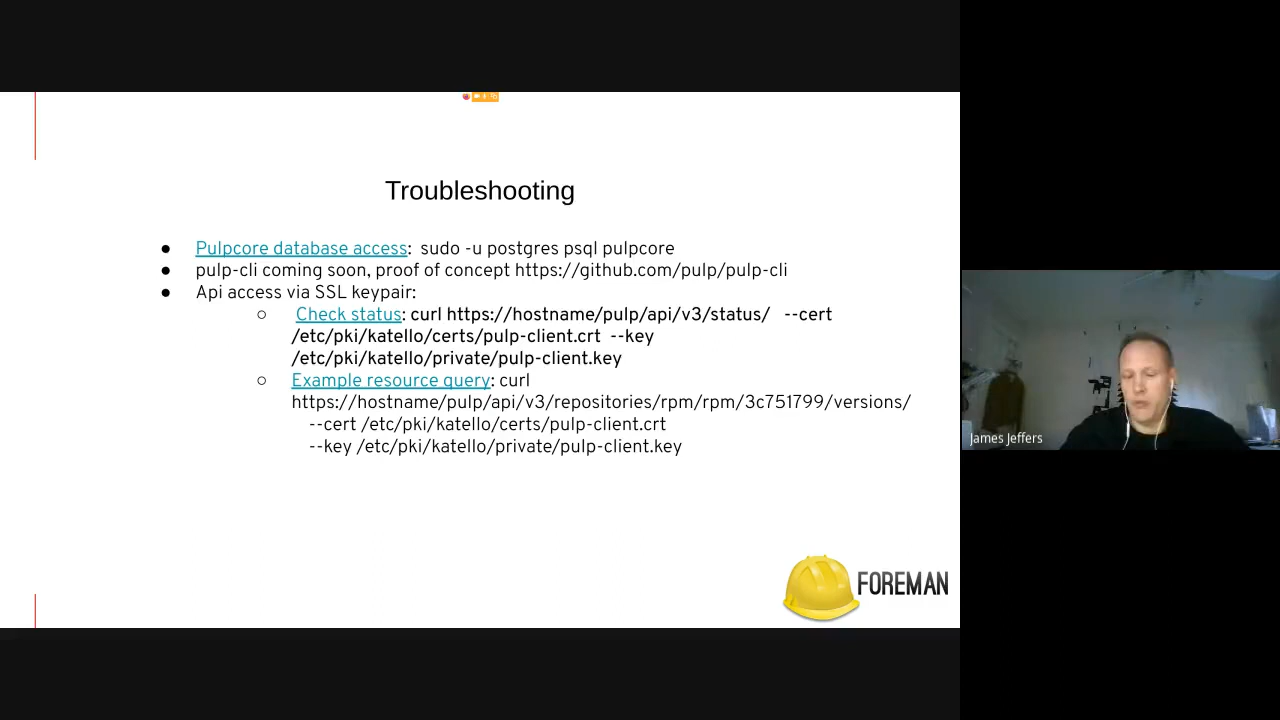 Troubleshooting
● Pulpcore database access: sudo -u postgres psql pulpcore
● pulp-cli coming soon, proof of concept https://github.com/pulp/pulp-cli
● Api access via SSL keypair:
○ Check status: curl https://hostname/pulp/api/v3/status/ --cert
/etc/pki/katello/certs/pulp-client.crt --key
/etc/pki/katello/private/pulp-client.key
○ Example resource query: curl
https://hostname/pulp/api/v3/repositories/rpm/rpm/3c751799/versions/
--cert /etc/pki/katello/certs/pulp-client.crt
--key /etc/pki/katello/private/pulp-client.key
James Jeffers
FOREMAN